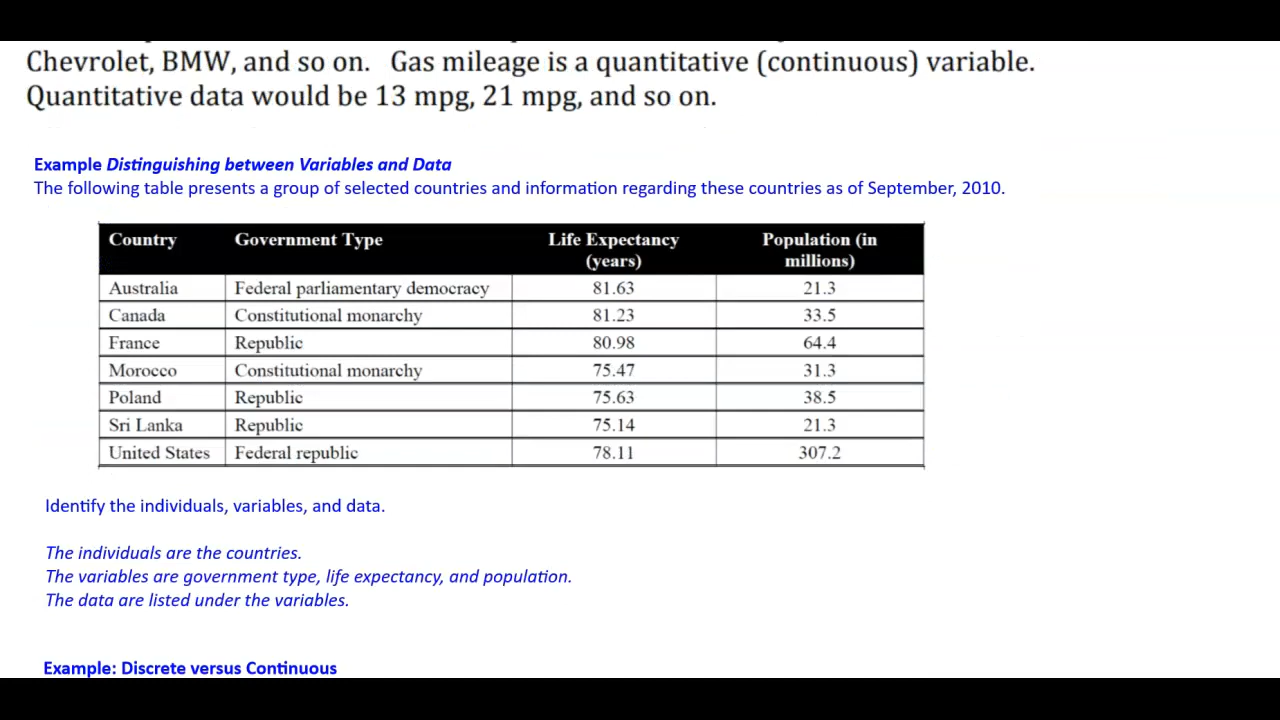 Chevrolet, BMW, and so on. Gas mileage is a quantitative (continuous) variable.
Quantitative data would be 13 mpg, 21 mpg, and so on.
Example Distinguishing between Variables and Data
The following table presents a group of selected countries and information regarding these countries as of September, 2010.
Country Government Type Life Expectancy (years) Population (in millions)
Australia Federal parliamentary democracy 81.63 21.3
Canada Constitutional monarchy 81.23 33.5
France Republic 80.98 64.4
Morocco Constitutional monarchy 75.47 31.3
Poland Republic 75.63 38.5
Sri Lanka Republic 75.14 21.3
United States Federal republic 78.11 307.2
Identify the individuals, variables, and data.
The individuals are the countries.
The variables are government type, life expectancy, and population.
The data are listed under the variables.
Example: Discrete versus Continuous